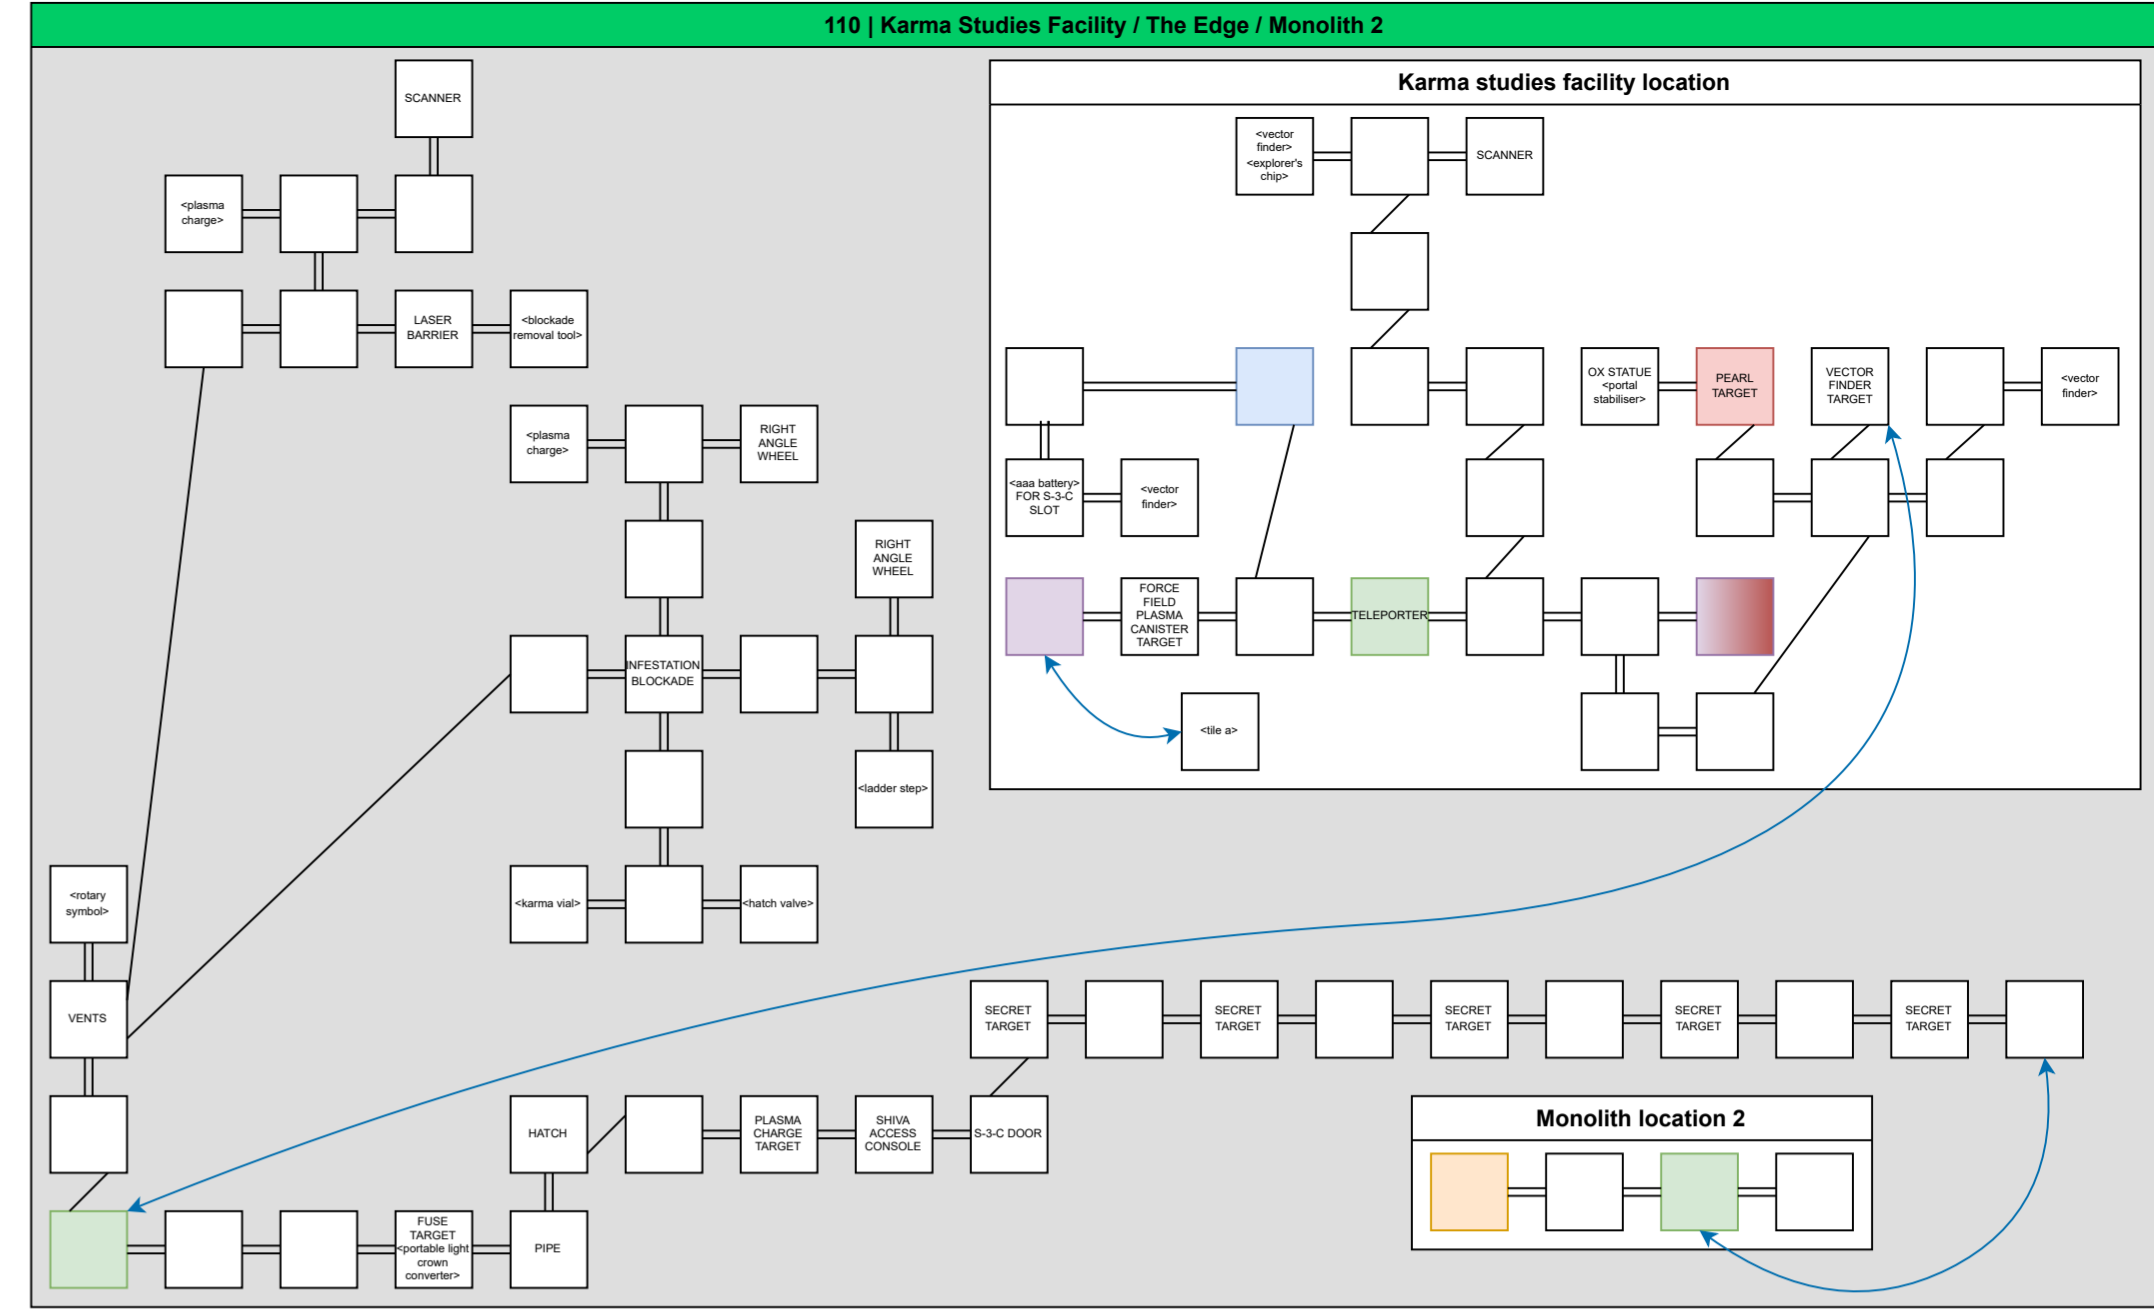 110 | Karma Studies Facility / The Edge / Monolith 2
SCANNER
<plasma
charge>
LASER
BARRIER
<blockade
removal tool>
<plasma
charge>
RIGHT
ANGLE
WHEEL
RIGHT
ANGLE
WHEEL
INFESTATION
BLOCKADE
<ladder step>
<karma vial>
<hatch valve>
<rotary
symbol>
VENTS
Karma studies facility location
<vector
finder>
<explorer's
chip>
SCANNER
OX STATUE
<portal
stabiliser>
PEARL
TARGET
VECTOR
FINDER
TARGET
<vector
finder>
<aaa battery>
FOR S-3-C
SLOT
<vector
finder>
FORCE
FIELD
PLASMA
CANISTER
TARGET
TELEPORTER
<tile a>
SECRET
TARGET
SECRET
TARGET
SECRET
TARGET
SECRET
TARGET
SECRET
TARGET
HATCH
PLASMA
CHARGE
TARGET
SHIVA
ACCESS
CONSOLE
S-3-C DOOR
FUSE
TARGET
<portable light
crown
converter>
PIPE
Monolith location 2